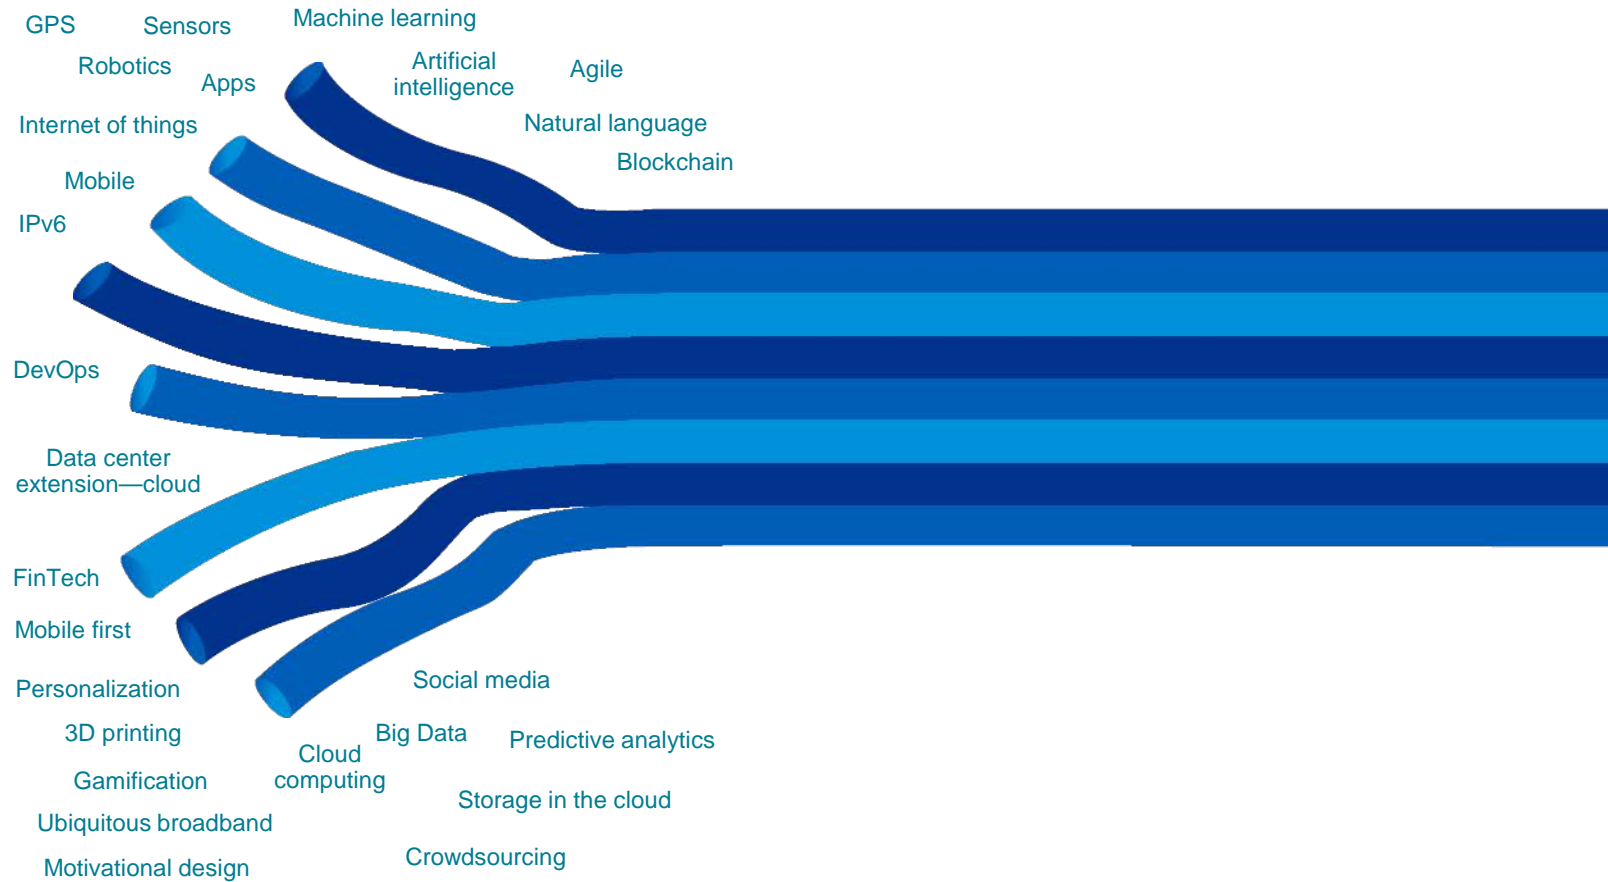 GPS
Sensors
Machine learning
Robotics
Apps
Artificial
intelligence
Agile
Internet of things
Natural language
Blockchain
Mobile
IPv6
DevOps
Data center
extension—cloud
FinTech
Mobile first
Personalization
Social media
3D printing
Big Data
Predictive analytics
Cloud
computing
Gamification
Storage in the cloud
Ubiquitous broadband
Crowdsourcing
Motivational design